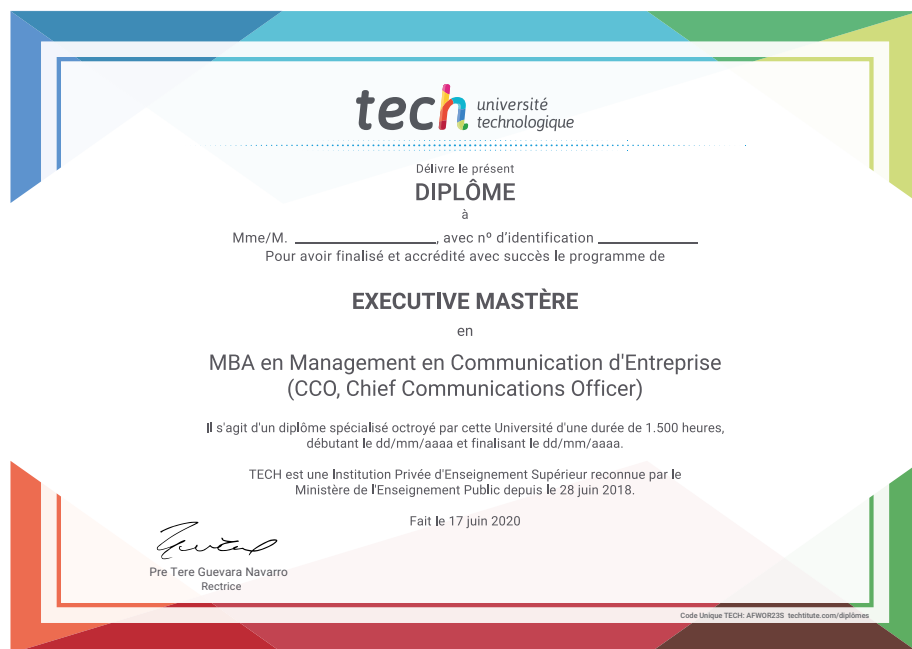 tech université
technologique
Délivre le présent
DIPLÔME
à
Mme/M. ____________, avec nº d'identification ____________
Pour avoir finalisé et accrédité avec succès le programme de
EXECUTIVE MASTÈRE
en
MBA en Management en Communication d'Entreprise
(CCO, Chief Communications Officer)
Il s'agit d'un diplôme spécialisé octroyé par cette Université d'une durée de 1.500 heures,
débutant le dd/mm/aaaa et finalisant le dd/mm/aaaa.
TECH est une Institution Privée d'Enseignement Supérieur reconnue par le
Ministère de l'Enseignement Public depuis le 28 juin 2018.
Fait le 17 juin 2020
Pre Tere Guevara Navarro
Rectrice
Code Unique TECH: AFWOR23S techtitute.com/diplômes